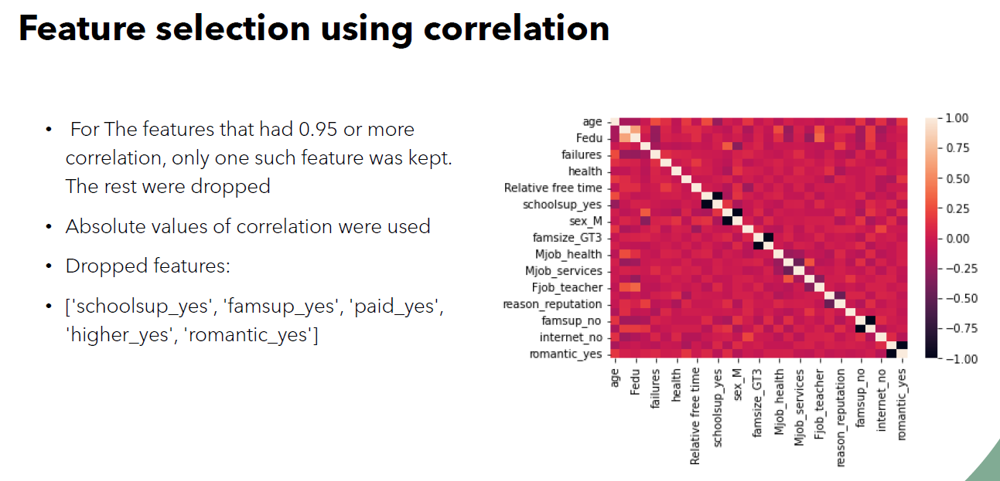 Feature selection using correlation
• For The features that had 0.95 or more
correlation, only one such feature was kept.
The rest were dropped
• Absolute values of correlation were used
• Dropped features:
• ['schoolsup_yes', 'famsup_yes', 'paid_yes',
'higher_yes', 'romantic_yes']
age
Fedu
failures
health
Relative free time
schoolsup_yes
sex_M
famsize_GT3
Mjob_health
Mjob_services
Fjob_teacher
reason_reputation
famsup_no
internet_no
romantic_yes
age
Fedu
failures
health
Relative free time
schoolsup_yes
sex_M
famsize_GT3
Mjob_health
Mjob_services
Fjob_teacher
reason_reputation
famsup_no
internet_no
romantic_yes
1.00
0.75
0.50
0.25
0.00
−0.25
−0.50
−0.75
−1.00